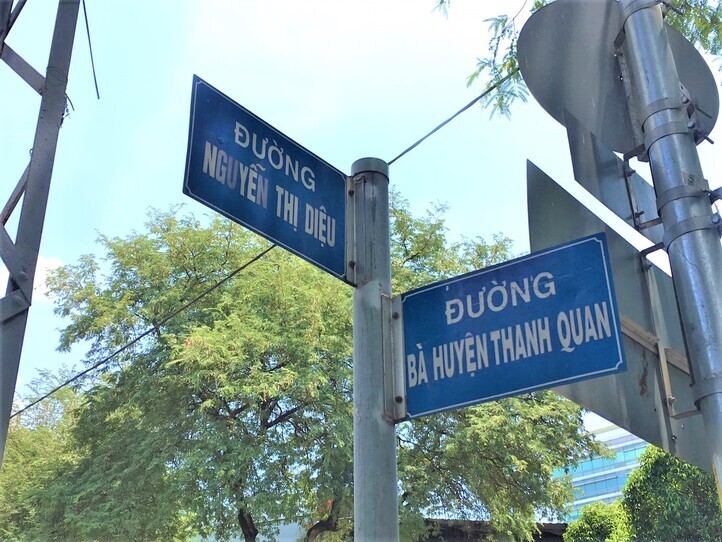 ĐƯỜNG
NGUYỄN THỊ DIỆU
ĐƯỜNG
BÀ HUYỆN THANH QUAN